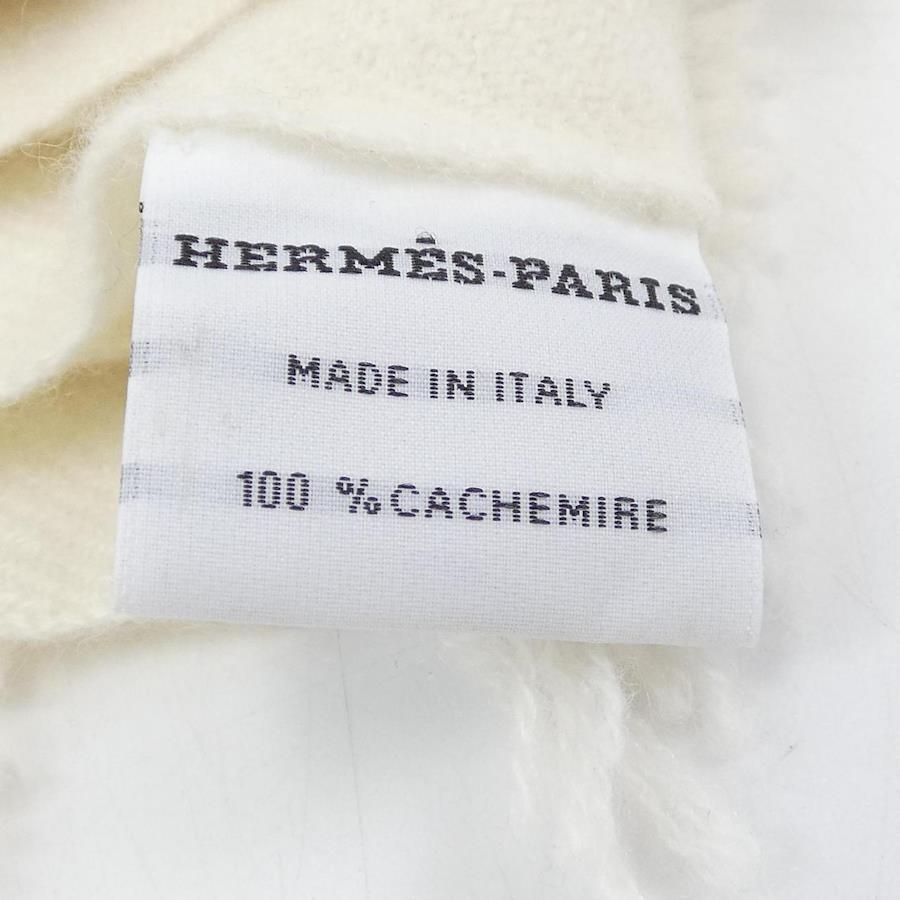 HERMÈS-PARIS
MADE IN ITALY
100 %CACHEMIRE